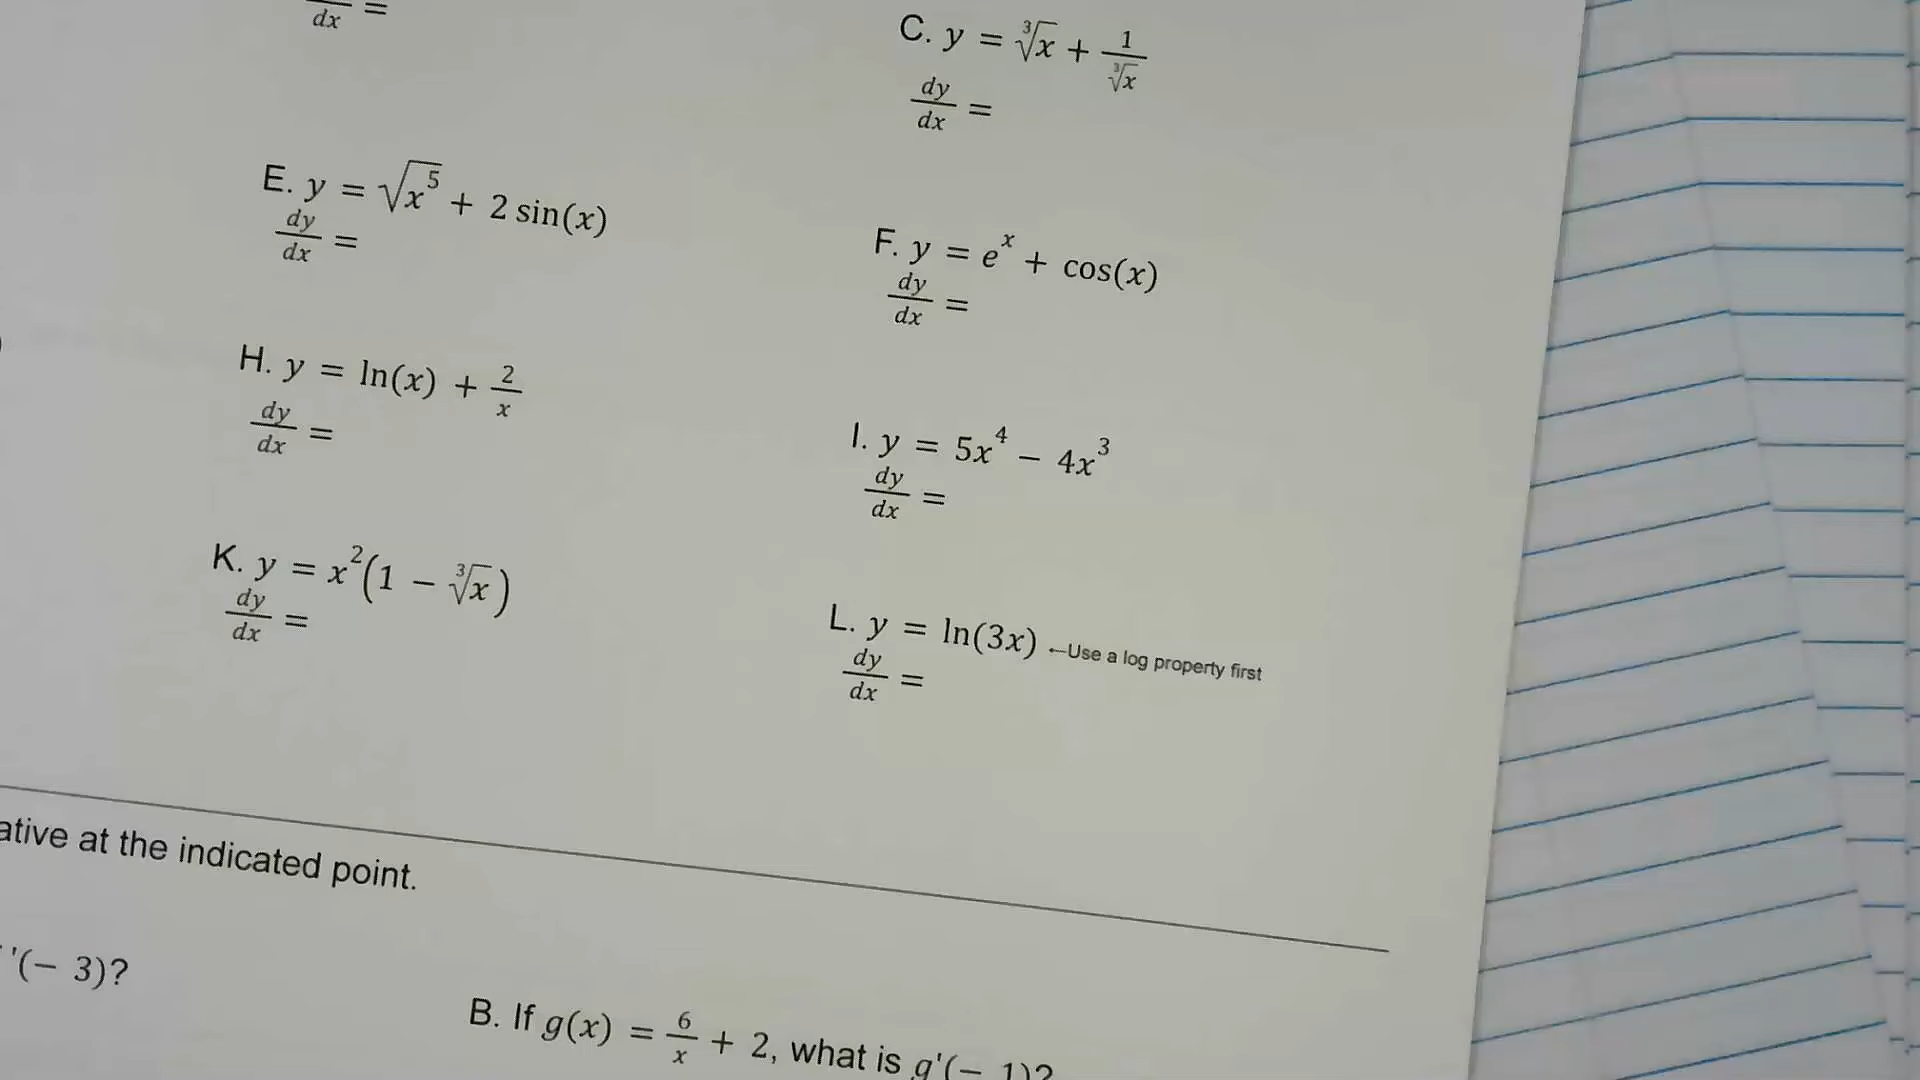 dy/dx =
C. y = ∛x + 1/∛x
dy/dx =
E. y = √x⁵ + 2 sin(x)
dy/dx =
F. y = eˣ + cos(x)
dy/dx =
H. y = ln(x) + 2/x
dy/dx =
I. y = 5x⁴ − 4x³
dy/dx =
K. y = x²(1 − ∛x)
dy/dx =
L. y = ln(3x) ←Use a log property first
dy/dx =
at the indicated point.
'(− 3)?
B. If g(x) = 6/x + 2, what is g'(− 1)?